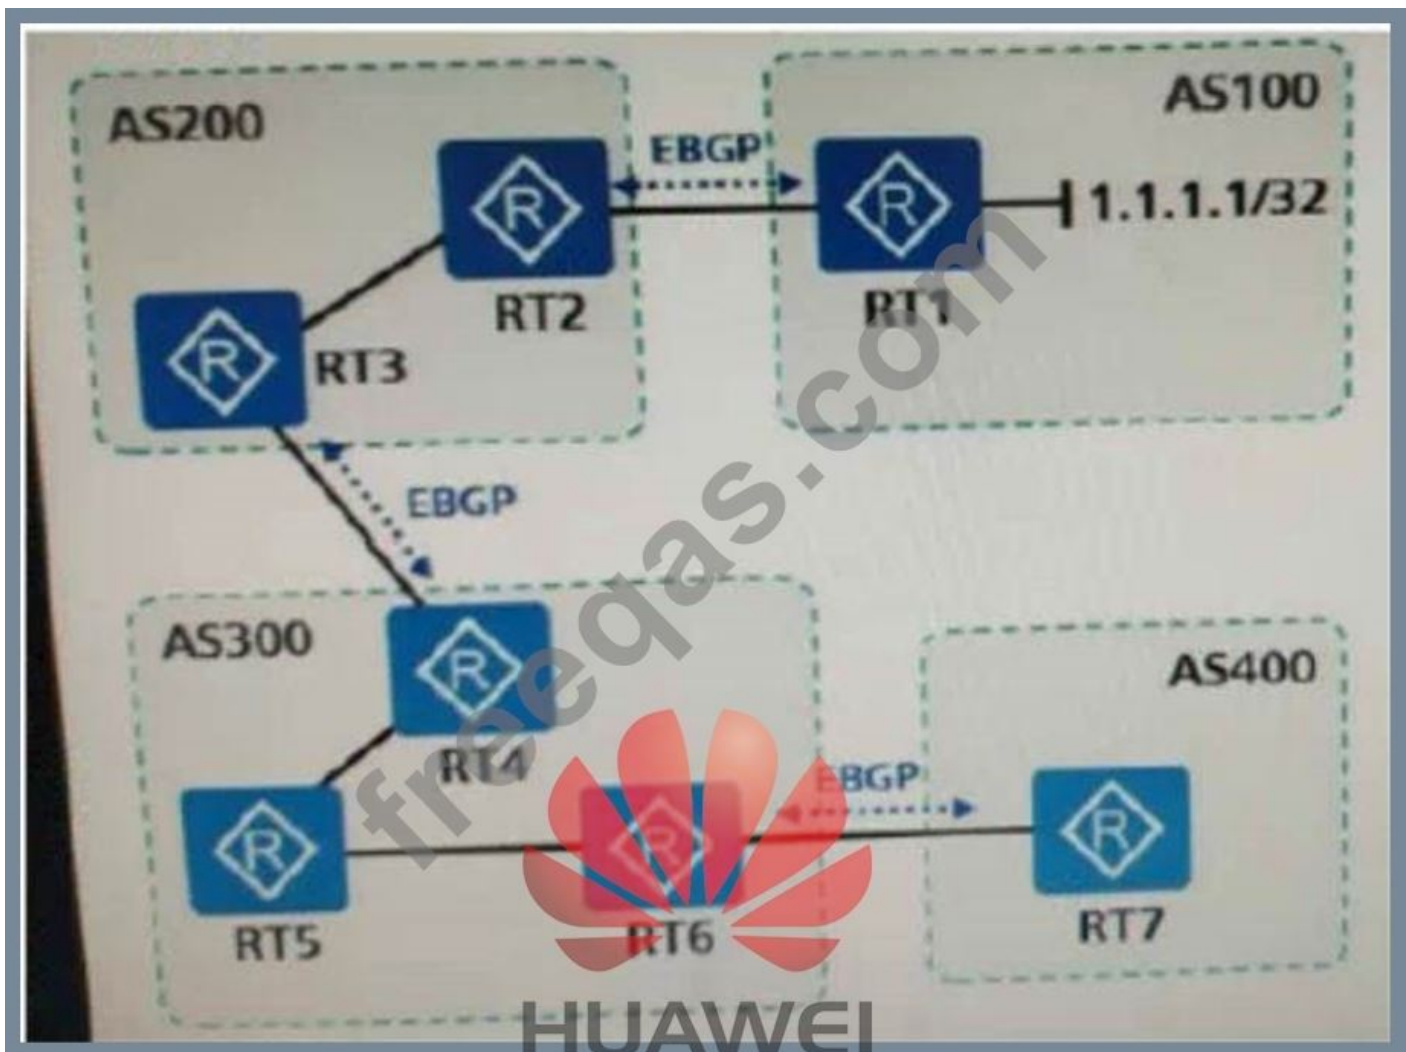 AS200
AS100
EBGP
R
R
1.1.1.1/32
RT2
RT1
R
RT3
EBGP
AS300
R
AS400
RT4
EBGP
R
R
R
RT5
RT6
RT7
freeqas.com
HUAWEI